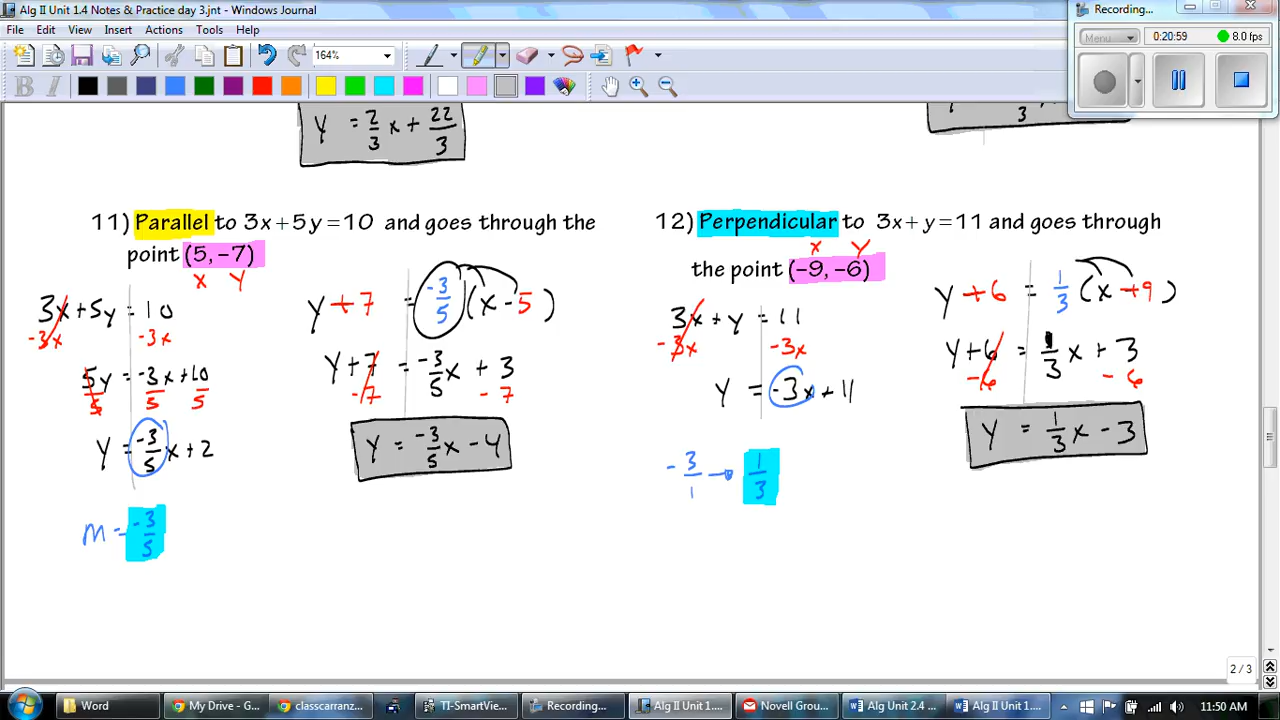 Alg II Unit 1.4 Notes & Practice day 3.jnt - Windows Journal
File Edit View Insert Actions Tools Help
Recording...
Menu
0:20:59 8.0 fps
164%
B I
y = 2/3 x + 22/3
3
11) Parallel to 3x+5y=10 and goes through the
point (5, -7)
x y
3x+5y = 10
-3x -3x
5y = -3x+10
5 5 5
y = -3/5 x + 2
m = -3/5
y + 7 = -3/5 (x - 5)
y + 7 = -3/5 x + 3
-7 -7
y = -3/5 x - 4
12) Perpendicular to 3x+y=11 and goes through
x y
the point (-9, -6)
3x + y = 11
-3x -3x
y = -3x + 11
-3/1 → 1/3
y + 6 = 1/3 (x + 9)
y + 6 = 1/3 x + 3
-6 -6
y = 1/3 x - 3
2 / 3
Word
My Drive - Go...
classcarranz...
TI-SmartVie...
Recording...
Alg II Unit 1....
Novell Grou...
Alg Unit 2.4 ...
Alg II Unit 1....
11:50 AM